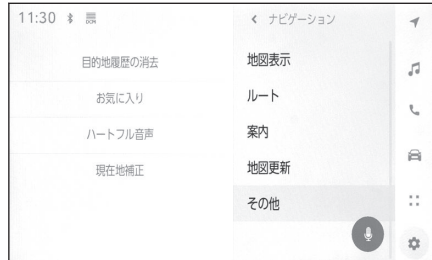 11:30
目的地履歴の消去
お気に入り
ハートフル音声
現在地補正
ナビゲーション
地図表示
ルート
案内
地図更新
その他